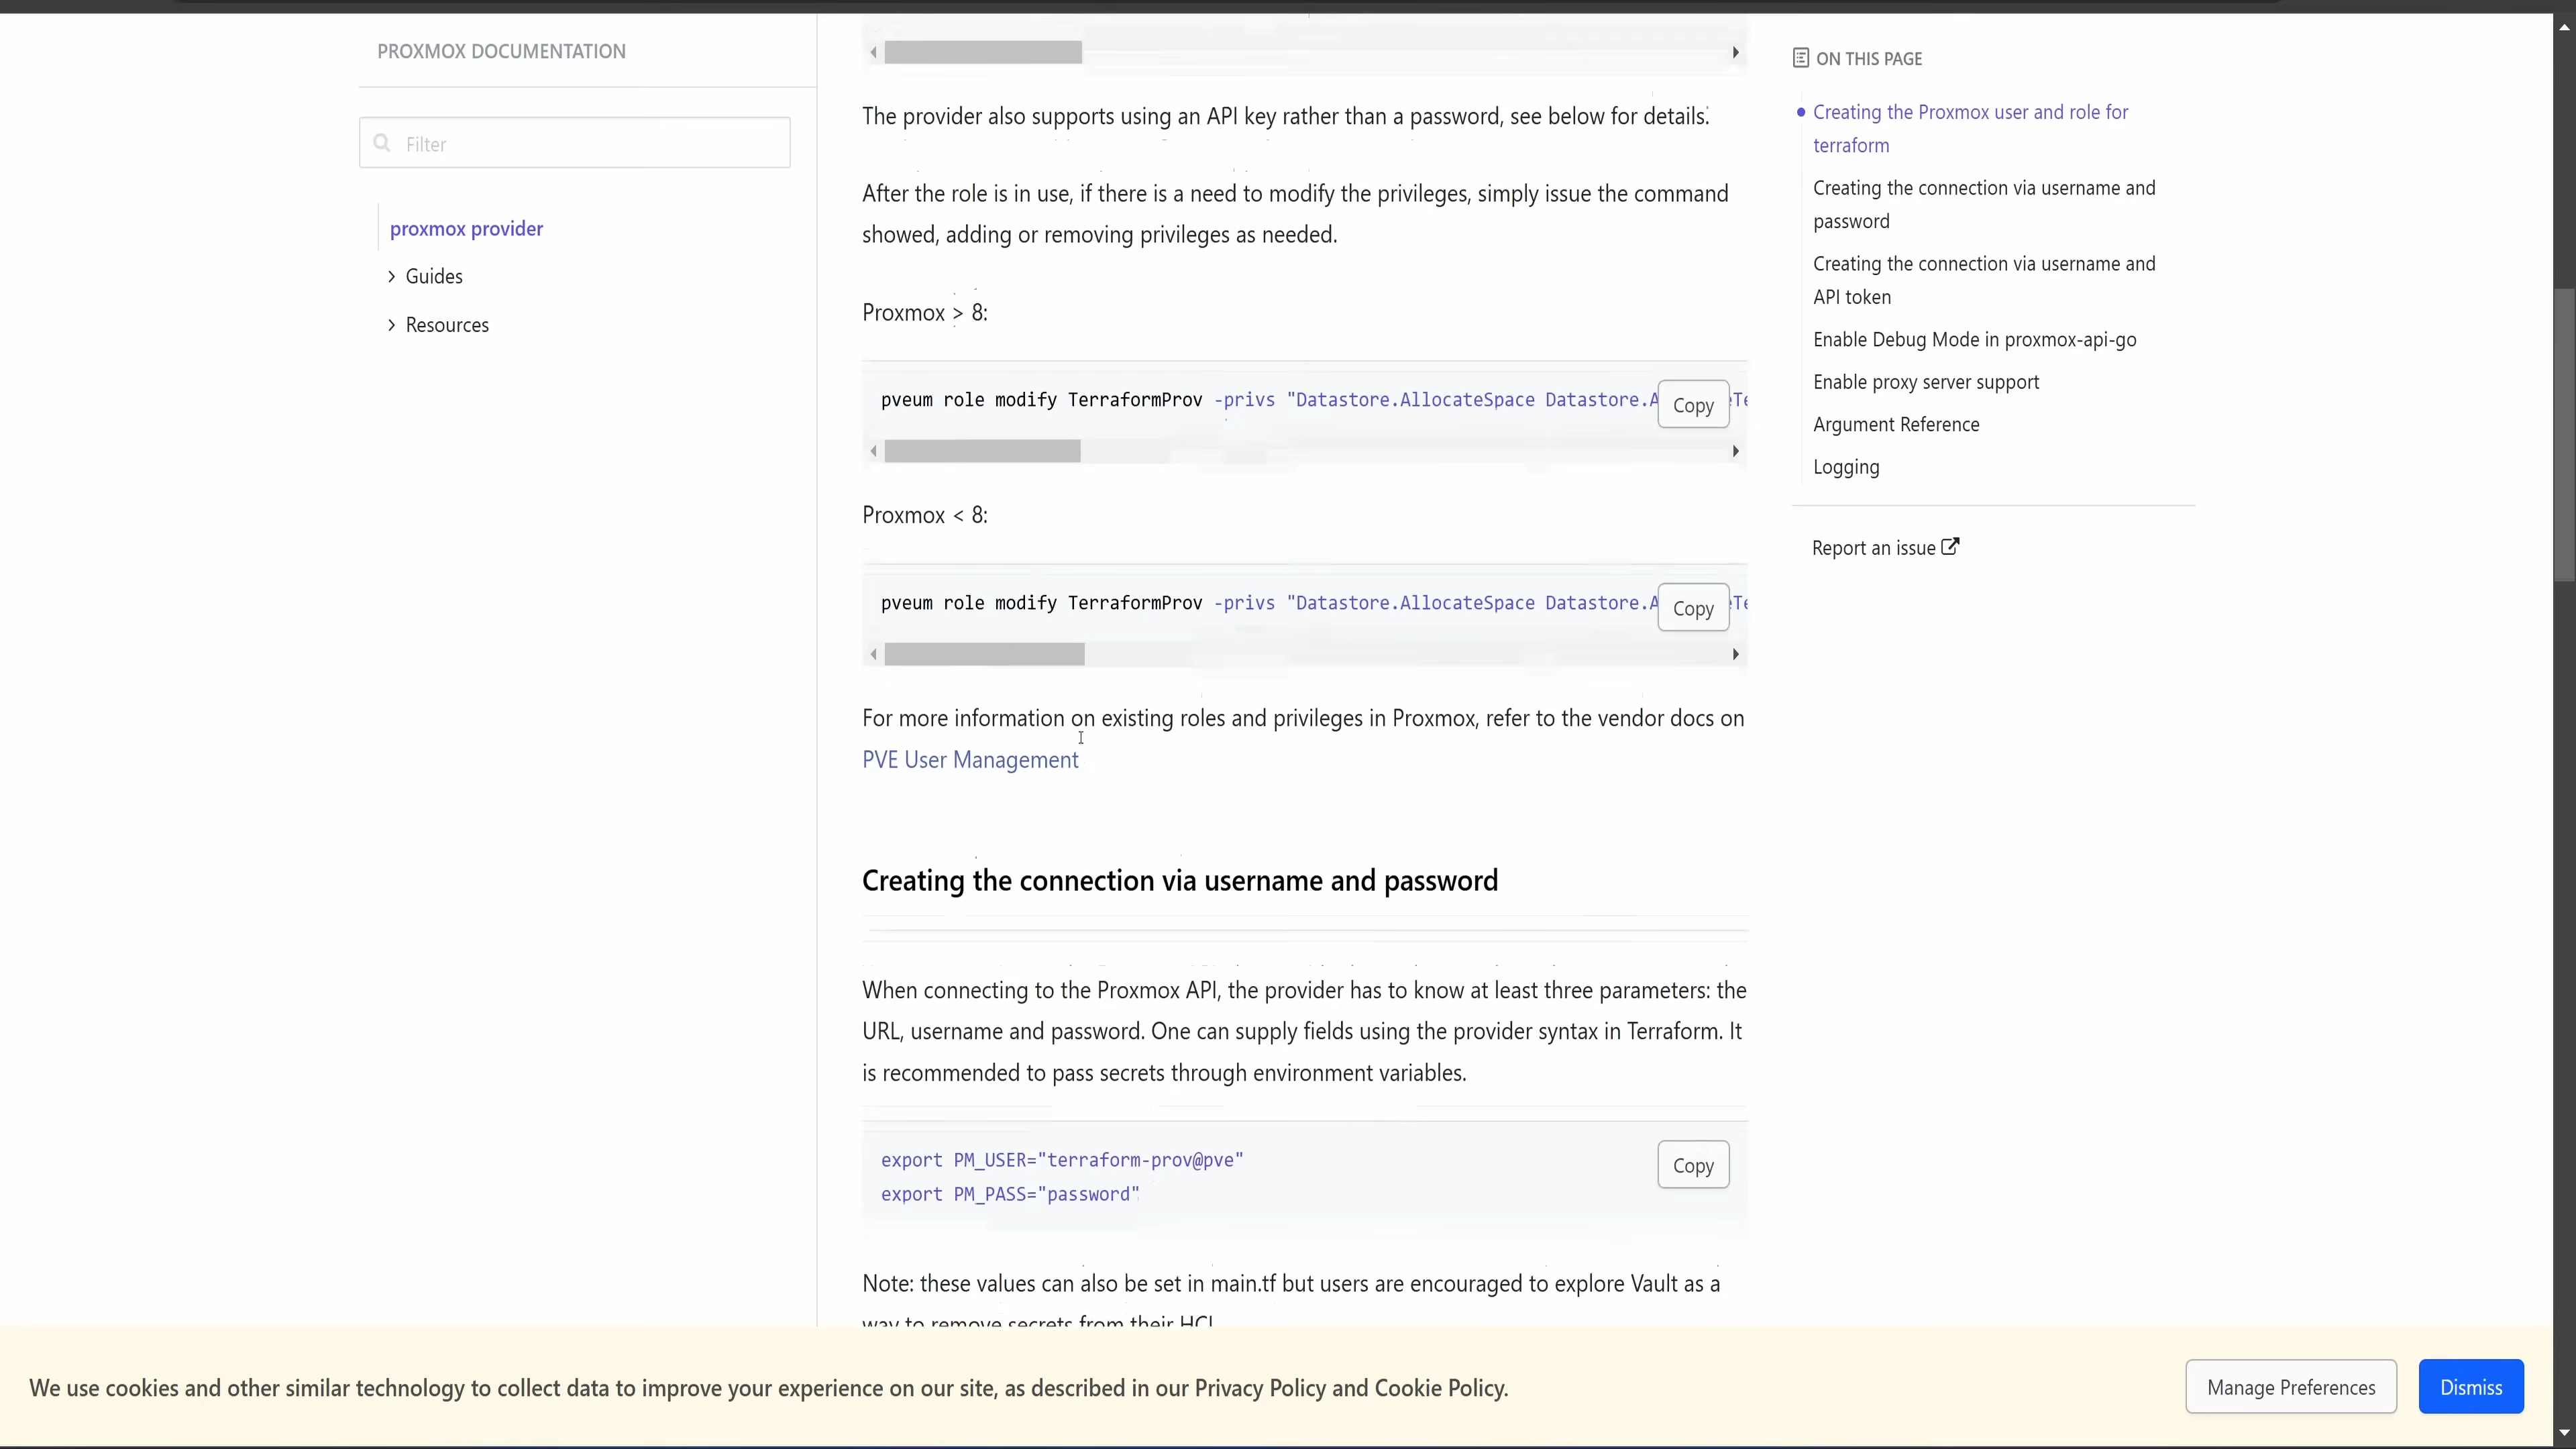 PROXMOX DOCUMENTATION
Filter
proxmox provider
Guides
Resources
The provider also supports using an API key rather than a password, see below for details.
After the role is in use, if there is a need to modify the privileges, simply issue the command
showed, adding or removing privileges as needed.
Proxmox > 8:
pveum role modify TerraformProv -privs "Datastore.AllocateSpace Datastore.A
Copy
Proxmox < 8:
pveum role modify TerraformProv -privs "Datastore.AllocateSpace Datastore.A
Copy
For more information on existing roles and privileges in Proxmox, refer to the vendor docs on
PVE User Management
Creating the connection via username and password
When connecting to the Proxmox API, the provider has to know at least three parameters: the
URL, username and password. One can supply fields using the provider syntax in Terraform. It
is recommended to pass secrets through environment variables.
export PM_USER="terraform-prov@pve"
export PM_PASS="password"
Copy
Note: these values can also be set in main.tf but users are encouraged to explore Vault as a
way to remove secrets from their HCL
ON THIS PAGE
Creating the Proxmox user and role for
terraform
Creating the connection via username and
password
Creating the connection via username and
API token
Enable Debug Mode in proxmox-api-go
Enable proxy server support
Argument Reference
Logging
Report an issue
We use cookies and other similar technology to collect data to improve your experience on our site, as described in our Privacy Policy and Cookie Policy.
Manage Preferences
Dismiss